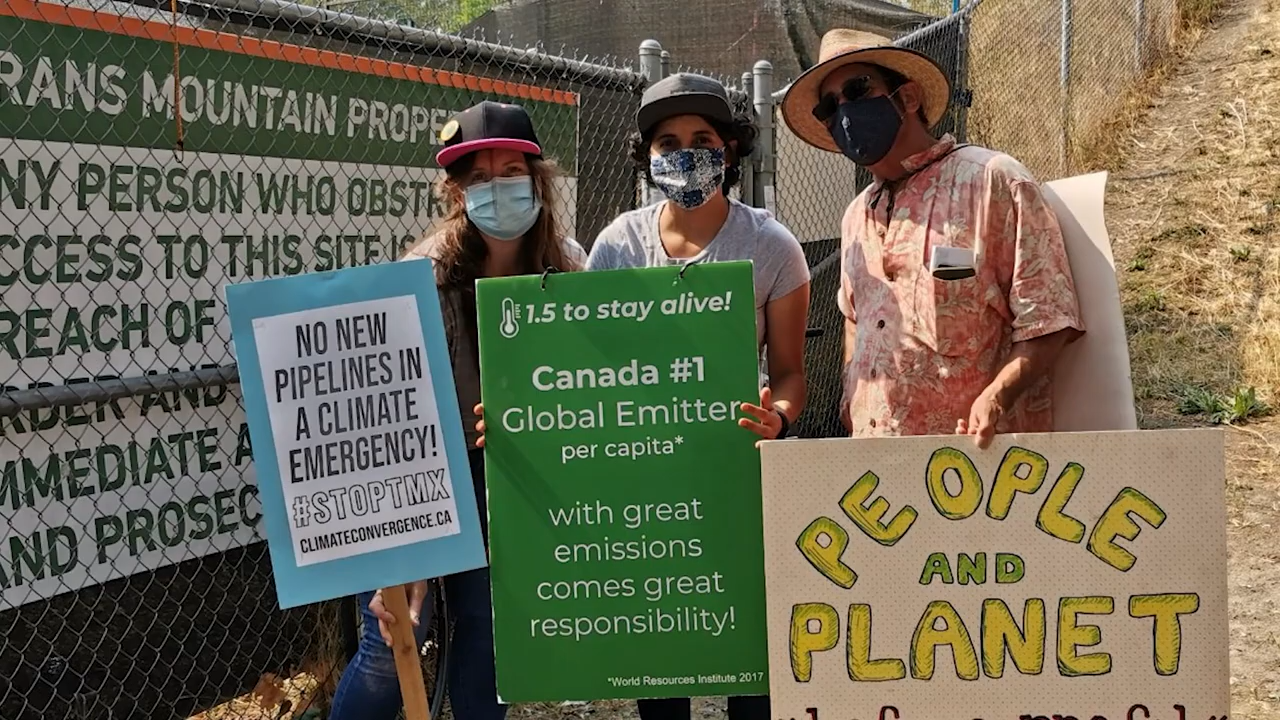 RANS MOUNTAIN PROPE
NY PERSON WHO OBSTR
CCESS TO THIS SITE IS
REACH OF
RDER AND
MMEDIATE A
AND PROSEC
NO NEW
PIPELINES IN
A CLIMATE
EMERGENCY!
#STOPTMX
CLIMATECONVERGENCE.CA
1.5 to stay alive!
Canada #1
Global Emitter
per capita*
with great
emissions
comes great
responsibility!
*World Resources Institute 2017
PEOPLE
AND
PLANET